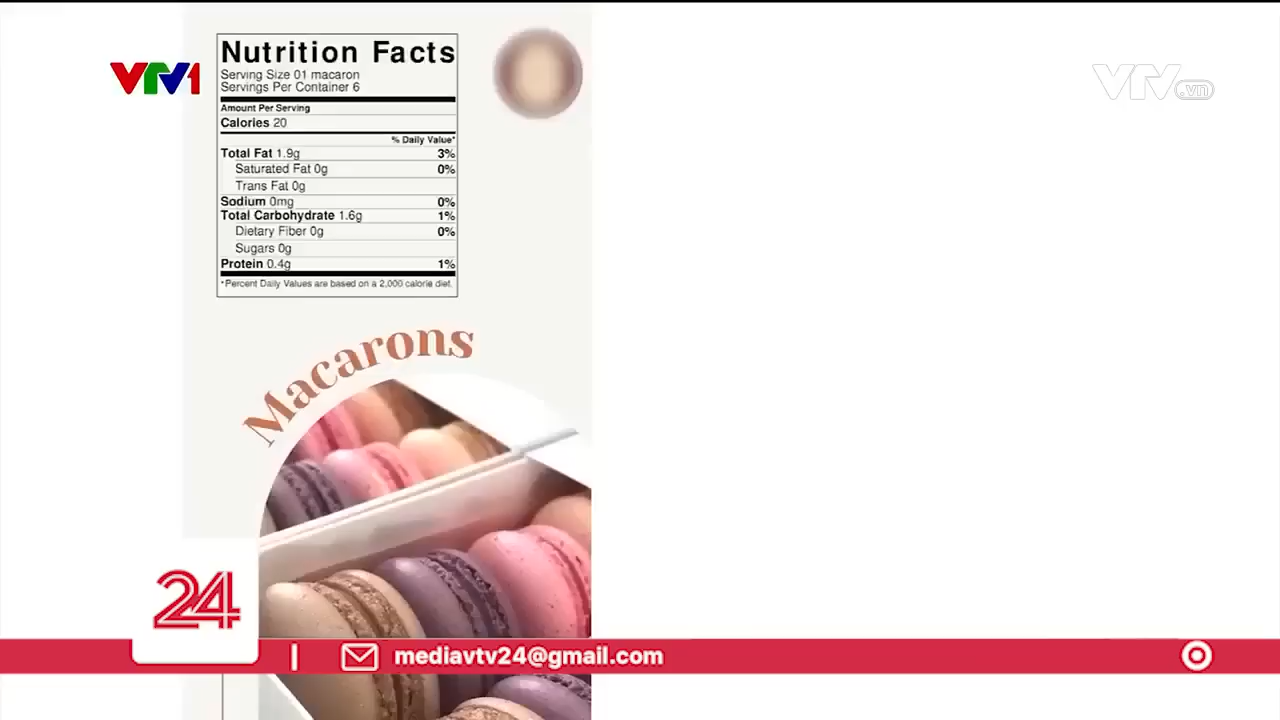 Nutrition Facts
Serving Size 01 macaron
Servings Per Container 6
Amount Per Serving
Calories 20
% Daily Value*
Total Fat 1.9g 3%
Saturated Fat 0g 0%
Trans Fat 0g
Sodium 0mg 0%
Total Carbohydrate 1.6g 1%
Dietary Fiber 0g 0%
Sugars 0g
Protein 0.4g 1%
*Percent Daily Values are based on a 2,000 calorie diet.
VTV1
VTV.vn
Macarons
24
mediavtv24@gmail.com